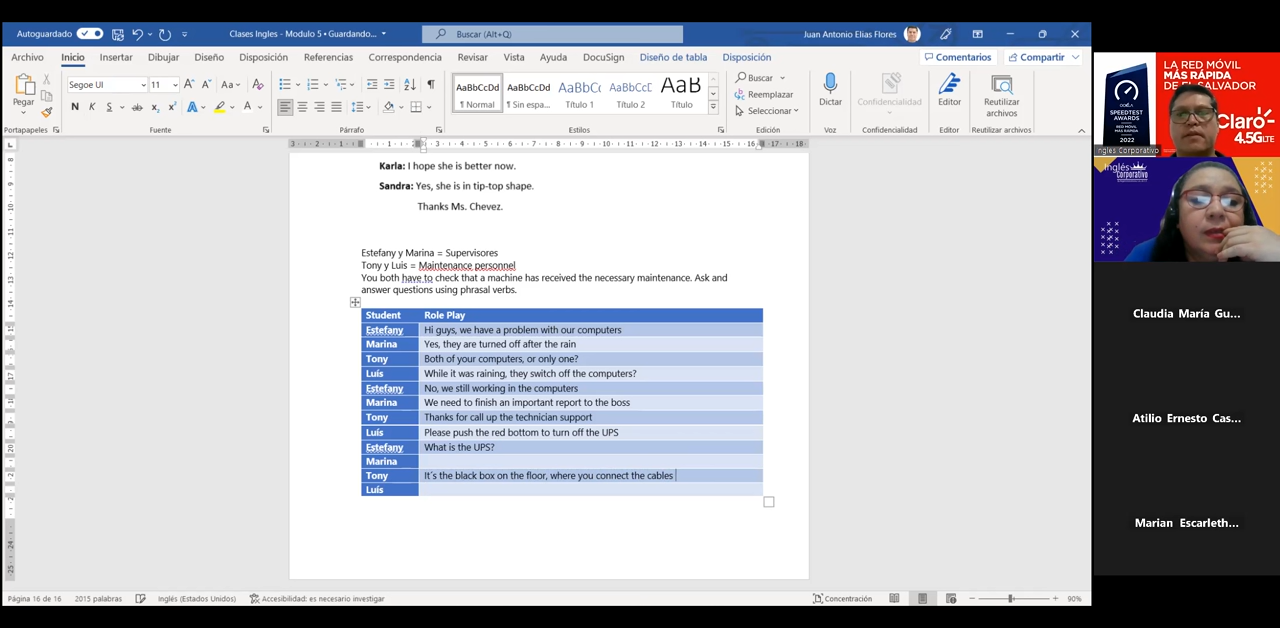 Autoguardado
Clases Ingles - Modulo 5 • Guardando...
Buscar (Alt+Q)
Juan Antonio Elias Flores
Archivo Inicio Insertar Dibujar Diseño Disposición Referencias Correspondencia Revisar Vista Ayuda DocuSign Diseño de tabla Disposición
Comentarios
Compartir
Pegar
Segoe UI 11
AaBbCcDd AaBbCcDd AaBbCc AaBbCcC AaB
¶ Normal ¶ Sin espa... Título 1 Título 2 Título
Buscar
Reemplazar
Seleccionar
Dictar
Confidencialidad
Editor
Reutilizar archivos
Portapapeles Fuente Párrafo Estilos Edición Voz Confidencialidad Editor Reutilizar archivos
Karla: I hope she is better now.
Sandra: Yes, she is in tip-top shape.
Thanks Ms. Chevez.
Estefany y Marina = Supervisores
Tony y Luis = Maintenance personnel
You both have to check that a machine has received the necessary maintenance. Ask and
answer questions using phrasal verbs.
Student Role Play
Estefany Hi guys, we have a problem with our computers
Marina Yes, they are turned off after the rain
Tony Both of your computers, or only one?
Luís While it was raining, they switch off the computers?
Estefany No, we still working in the computers
Marina We need to finish an important report to the boss
Tony Thanks for call up the technician support
Luís Please push the red bottom to turn off the UPS
Estefany What is the UPS?
Marina
Tony It´s the black box on the floor, where you connect the cables
Luís
Página 16 de 16 2015 palabras Inglés (Estados Unidos) Accesibilidad: es necesario investigar
Concentración
90%
SPEEDTEST
AWARDS
2022
LA RED MÓVIL
MÁS RÁPIDA
DE EL SALVADOR
Claro
4.5G LTE
Ingles Corporativo
Inglés
Corporativo
Claudia María Gu...
Atilio Ernesto Cas...
Marian Escarleth...